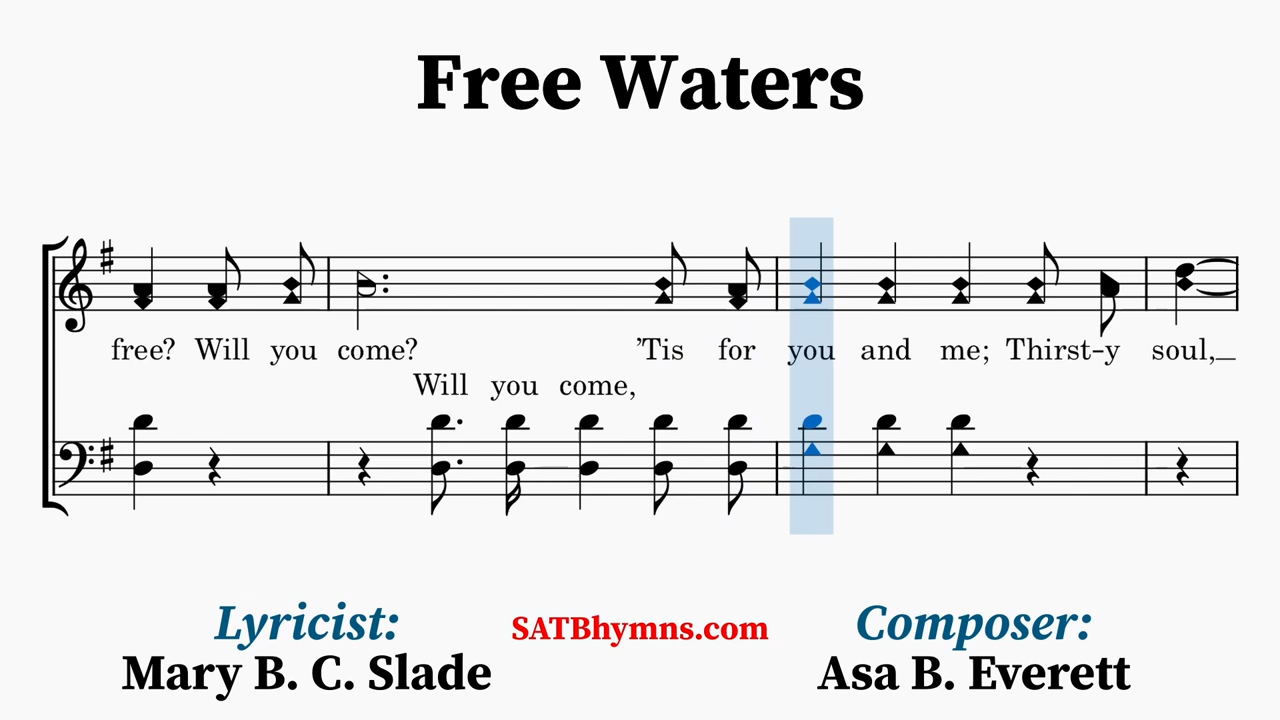 Free Waters
free? Will you come? ’Tis for you and me; Thirst-y soul,
Will you come,
Lyricist:
Mary B. C. Slade
SATBhymns.com
Composer:
Asa B. Everett